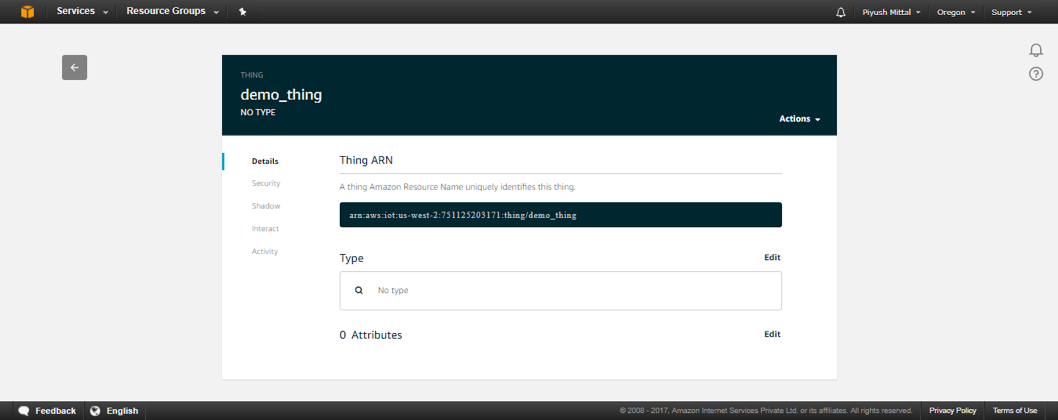 Services
Resource Groups
Piyush Mittal
Oregon
Support
THING
demo_thing
NO TYPE
Actions
Details
Security
Shadow
Interact
Activity
Thing ARN
A thing Amazon Resource Name uniquely identifies this thing.
arn:aws:iot:us-west-2:751125203171:thing/demo_thing
Type
Edit
No type
0 Attributes
Edit
Feedback
English
© 2008 - 2017, Amazon Internet Services Private Ltd. or its affiliates. All rights reserved.
Privacy Policy
Terms of Use